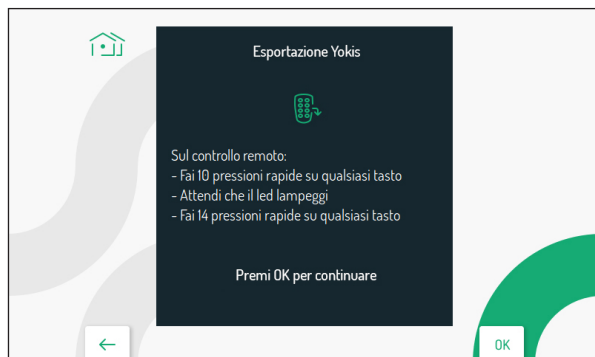 Esportazione Yokis
Sul controllo remoto:
- Fai 10 pressioni rapide su qualsiasi tasto
- Attendi che il led lampeggi
- Fai 14 pressioni rapide su qualsiasi tasto
Premi OK per continuare
OK